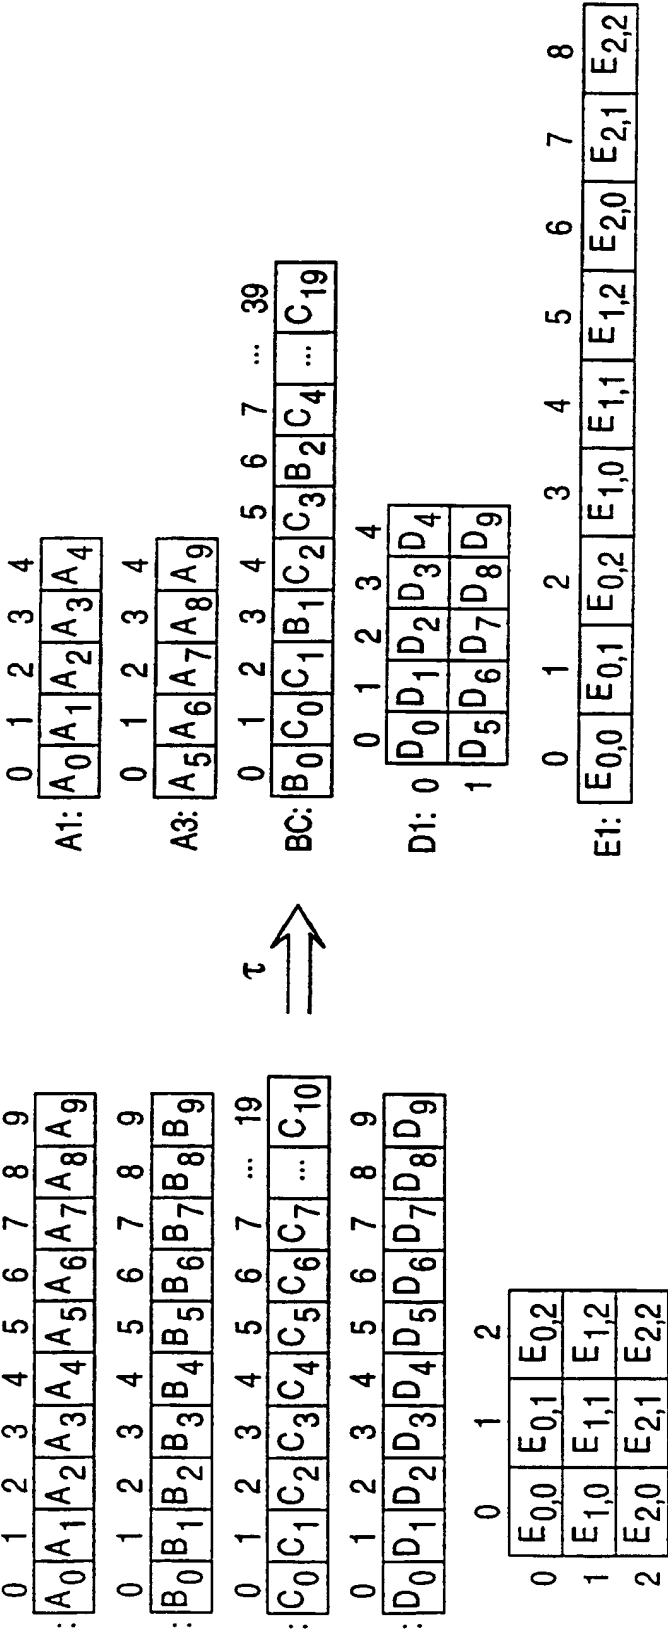 0 1 2 3 4 5 6 7 8 9
: A0 A1 A2 A3 A4 A5 A6 A7 A8 A9
0 1 2 3 4 5 6 7 8 9
: B0 B1 B2 B3 B4 B5 B6 B7 B8 B9
0 1 2 3 4 5 6 7 ... 19
: C0 C1 C2 C3 C4 C5 C6 C7 ... C10
0 1 2 3 4 5 6 7 8 9
: D0 D1 D2 D3 D4 D5 D6 D7 D8 D9
0 1 2
0 E0,0 E0,1 E0,2
1 E1,0 E1,1 E1,2
2 E2,0 E2,1 E2,2
τ
0 1 2 3 4
A1: A0 A1 A2 A3 A4
0 1 2 3 4
A3: A5 A6 A7 A8 A9
0 1 2 3 4 5 6 7 ... 39
BC: B0 C0 C1 B1 C2 C3 B2 C4 ... C19
0 1 2 3 4
D1: 0 D0 D1 D2 D3 D4
1 D5 D6 D7 D8 D9
0 1 2 3 4 5 6 7 8
E1: E0,0 E0,1 E0,2 E1,0 E1,1 E1,2 E2,0 E2,1 E2,2